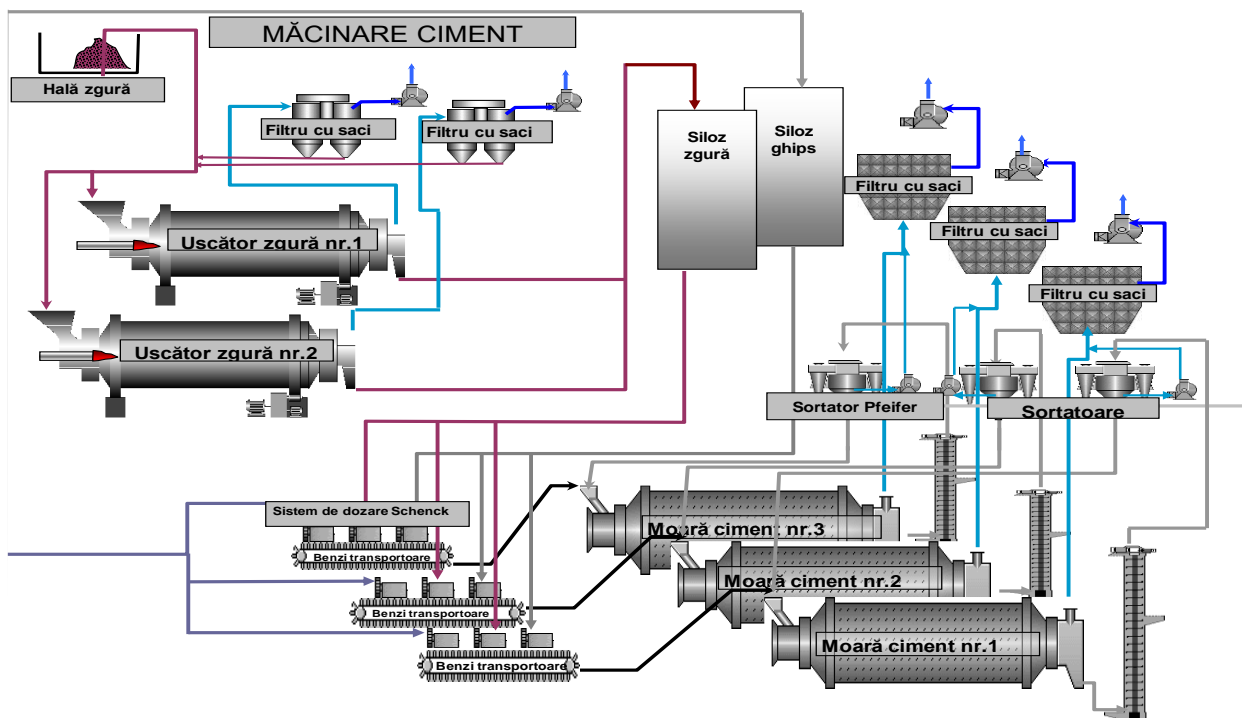 MĂCINARE CIMENT
Hală zgură
Filtru cu saci
Filtru cu saci
Siloz
zgură
Siloz
ghips
Filtru cu saci
Filtru cu saci
Filtru cu saci
Uscător zgură nr.1
Uscător zgură nr.2
Sortator Pfeifer
Sortatoare
Sistem de dozare Schenck
Benzi transportoare
Benzi transportoare
Benzi transportoare
Moară ciment nr.3
Moară ciment nr.2
Moară ciment nr.1